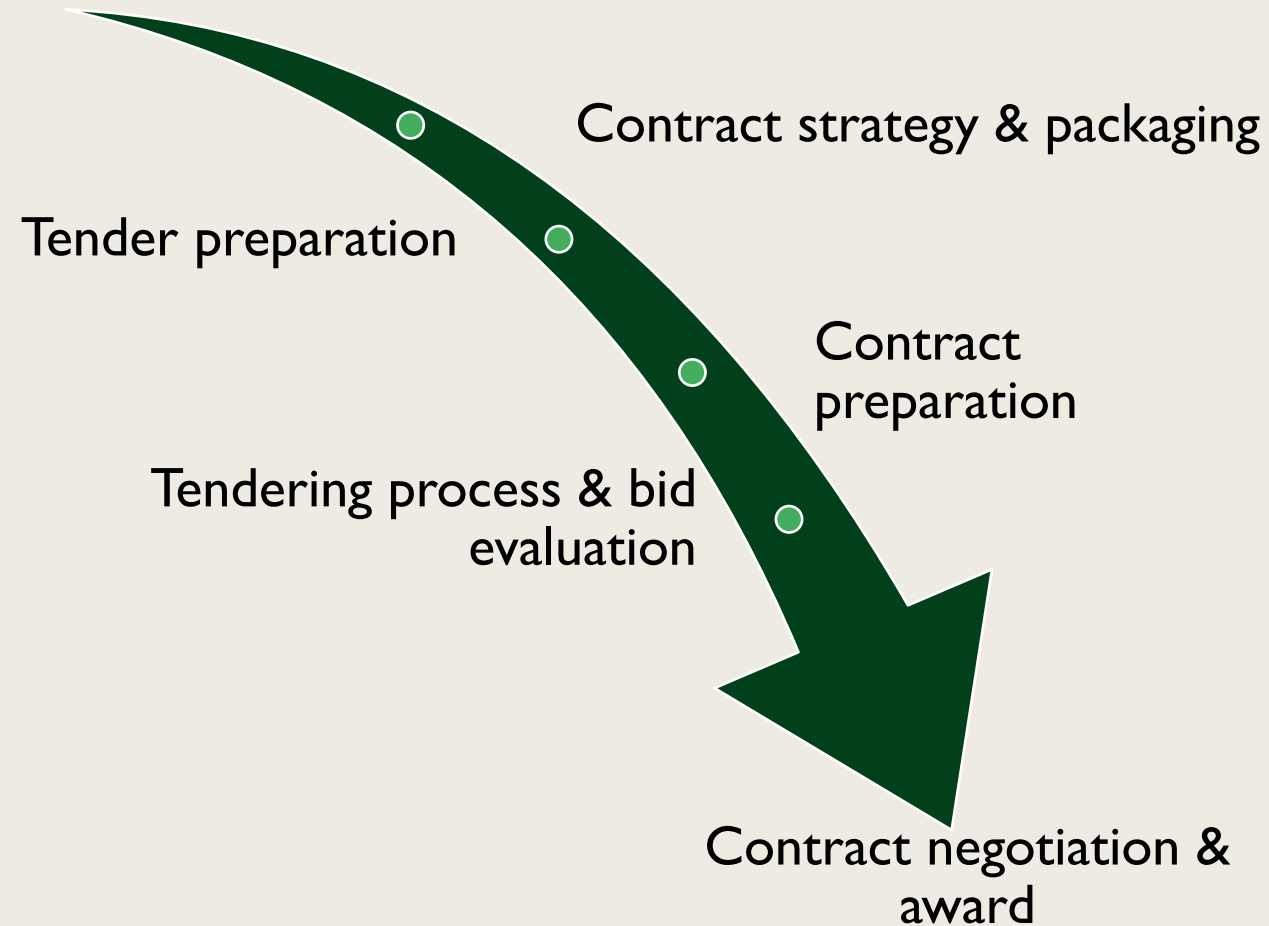 Contract strategy & packaging
Tender preparation
Contract
preparation
Tendering process & bid
evaluation
Contract negotiation &
award